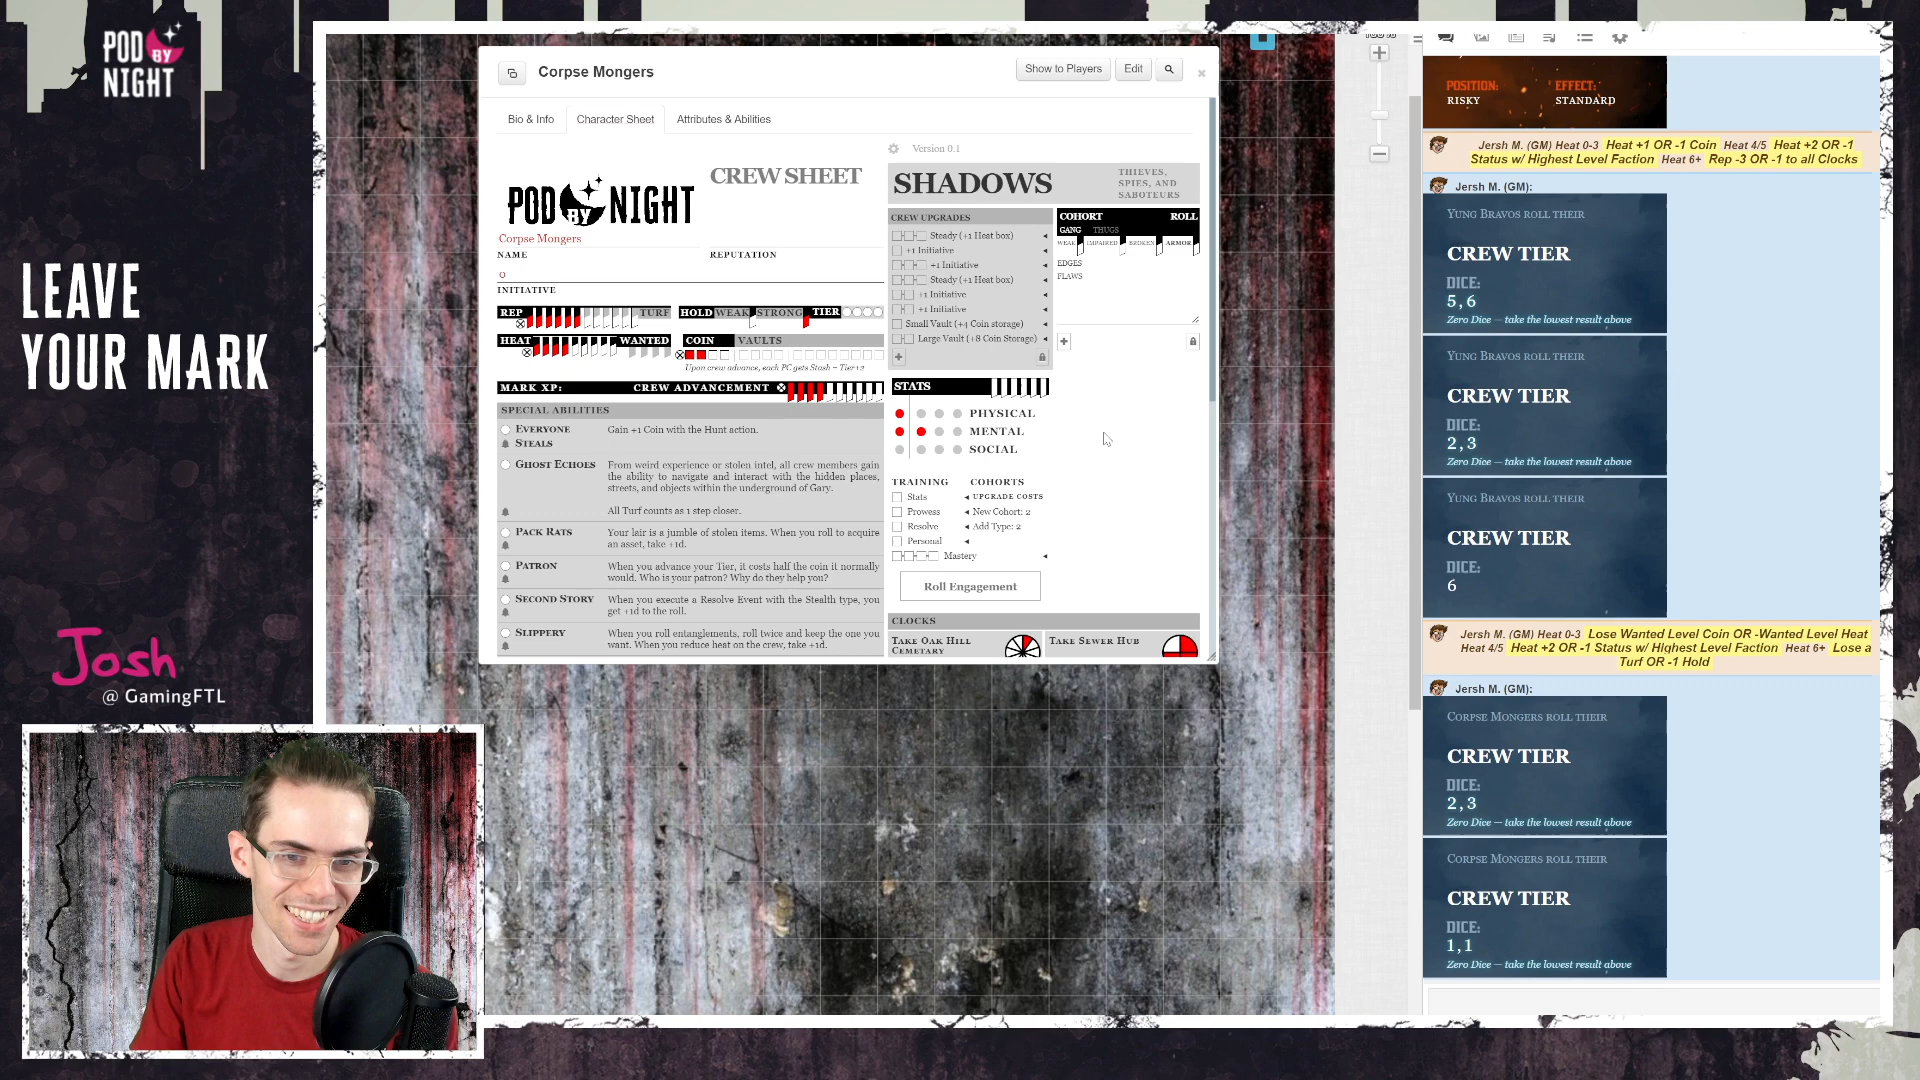 POD BY NIGHT
LEAVE YOUR MARK
Josh
@ GamingFTL
Corpse Mongers
Show to Players
Edit
Bio & Info
Character Sheet
Attributes & Abilities
Version 0.1
POD BY NIGHT
CREW SHEET
Corpse Mongers
NAME
REPUTATION
0
INITIATIVE
REP
TURF
HOLD WEAK STRONG TIER
HEAT
WANTED
COIN
VAULTS
MARK XP:
CREW ADVANCEMENT
SPECIAL ABILITIES
EVERYONE STEALS
Gain +1 Coin with the Hunt action.
GHOST ECHOES
From weird experience or stolen intel, all crew members gain
the ability to navigate and interact with the hidden places,
streets, and objects within the underground of Gary.
All Turf counts as 1 step closer.
PACK RATS
Your lair is a jumble of stolen items. When you roll to acquire
an asset, take +1d.
PATRON
When you advance your Tier, it costs half the coin it normally
would. Who is your patron? Why do they help you?
SECOND STORY
When you execute a Resolve Event with the Stealth type, you
get +1d to the roll.
SLIPPERY
When you roll entanglements, roll twice and keep the one you
want. When you reduce heat on the crew, take +1d.
SHADOWS
THIEVES,
SPIES, AND
SABOTEURS
CREW UPGRADES
Steady (+1 Heat box)
+1 Initiative
+1 Initiative
Steady (+1 Heat box)
+1 Initiative
+1 Initiative
Small Vault (+4 Coin storage)
Large Vault (+8 Coin Storage)
COHORT
ROLL
GANG
THUGS
WEAK
IMPAIRED
BROKEN
ARMOR
EDGES
FLAWS
STATS
PHYSICAL
MENTAL
SOCIAL
TRAINING
COHORTS
Stats
UPGRADE COSTS
Prowess
New Cohort: 2
Resolve
Add Type: 2
Personal
Mastery
Roll Engagement
CLOCKS
TAKE OAK HILL
CEMETARY
TAKE SEWER HUB
POSITION:
EFFECT:
RISKY
STANDARD
Jersh M. (GM) Heat 0-3 Heat +1 OR -1 Coin Heat 4/5 Heat +2 OR -1
Status w/ Highest Level Faction Heat 6+ Rep -3 OR -1 to all Clocks
Jersh M. (GM):
YUNG BRAVOS ROLL THEIR
CREW TIER
DICE:
5,6
Zero Dice — take the lowest result above
YUNG BRAVOS ROLL THEIR
CREW TIER
DICE:
2,3
Zero Dice — take the lowest result above
YUNG BRAVOS ROLL THEIR
CREW TIER
DICE:
6
Jersh M. (GM) Heat 0-3 Lose Wanted Level Coin OR -Wanted Level Heat
Heat 4/5 Heat +2 OR -1 Status w/ Highest Level Faction Heat 6+ Lose a
Turf OR -1 Hold
Jersh M. (GM):
CORPSE MONGERS ROLL THEIR
CREW TIER
DICE:
2,3
Zero Dice — take the lowest result above
CORPSE MONGERS ROLL THEIR
CREW TIER
DICE:
1,1
Zero Dice — take the lowest result above